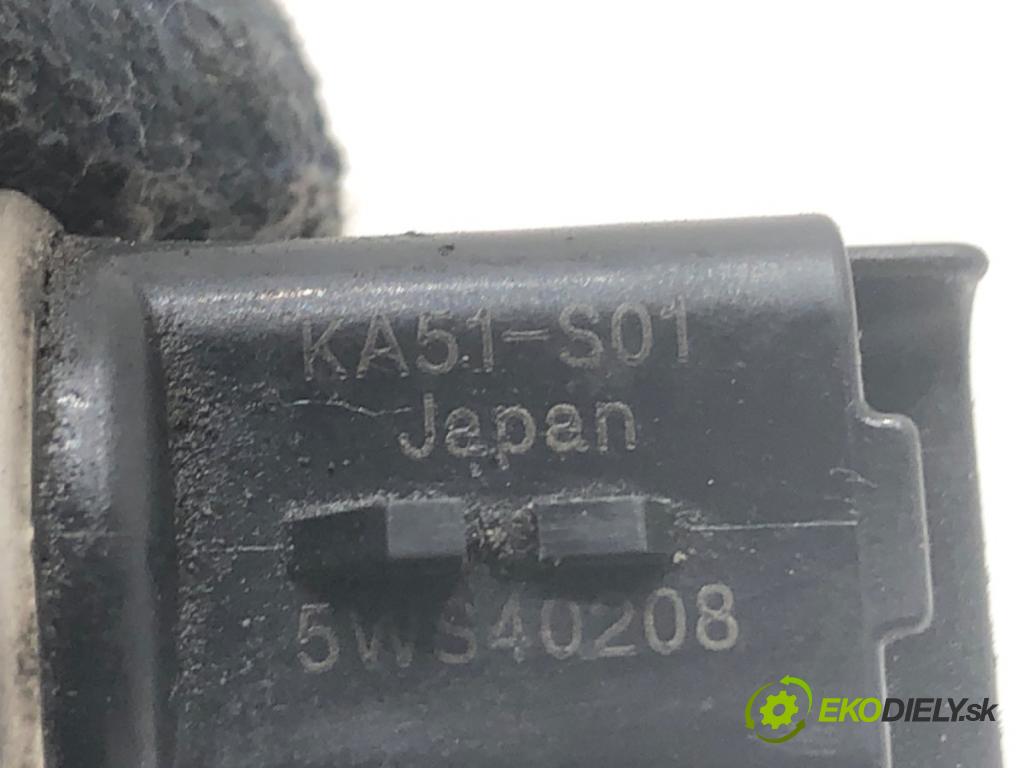 KA51-S01
Japan
5WS40208
EKODIELY.sk